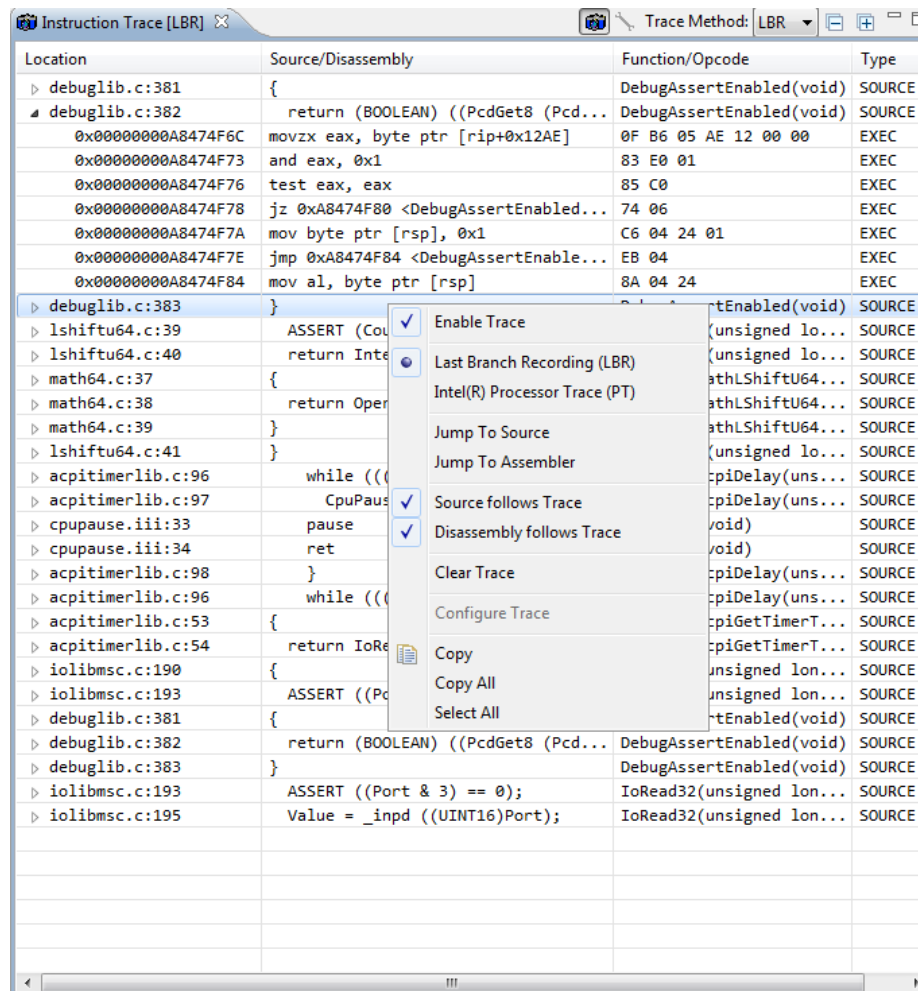 Instruction Trace [LBR] Trace Method: LBR
Location Source/Disassembly Function/Opcode Type
debuglib.c:381 { DebugAssertEnabled(void) SOURCE
debuglib.c:382 return (BOOLEAN) ((PcdGet8 (Pcd... DebugAssertEnabled(void) SOURCE
0x00000000A8474F6C movzx eax, byte ptr [rip+0x12AE] 0F B6 05 AE 12 00 00 EXEC
0x00000000A8474F73 and eax, 0x1 83 E0 01 EXEC
0x00000000A8474F76 test eax, eax 85 C0 EXEC
0x00000000A8474F78 jz 0xA8474F80 <DebugAssertEnabled... 74 06 EXEC
0x00000000A8474F7A mov byte ptr [rsp], 0x1 C6 04 24 01 EXEC
0x00000000A8474F7E jmp 0xA8474F84 <DebugAssertEnable... EB 04 EXEC
0x00000000A8474F84 mov al, byte ptr [rsp] 8A 04 24 EXEC
debuglib.c:383 } tEnabled(void) SOURCE
lshiftu64.c:39 ASSERT (Cou (unsigned lo... SOURCE
lshiftu64.c:40 return Inte (unsigned lo... SOURCE
math64.c:37 { athLShiftU64... SOURCE
math64.c:38 return Oper athLShiftU64... SOURCE
math64.c:39 } athLShiftU64... SOURCE
lshiftu64.c:41 } (unsigned lo... SOURCE
acpitimerlib.c:96 while ((( cpiDelay(uns... SOURCE
acpitimerlib.c:97 CpuPaus cpiDelay(uns... SOURCE
cpupause.iii:33 pause void) SOURCE
cpupause.iii:34 ret void) SOURCE
acpitimerlib.c:98 } cpiDelay(uns... SOURCE
acpitimerlib.c:96 while ((( cpiDelay(uns... SOURCE
acpitimerlib.c:53 { cpiGetTimerT... SOURCE
acpitimerlib.c:54 return IoRe cpiGetTimerT... SOURCE
iolibmsc.c:190 { unsigned lon... SOURCE
iolibmsc.c:193 ASSERT ((Po unsigned lon... SOURCE
debuglib.c:381 { rtEnabled(void) SOURCE
debuglib.c:382 return (BOOLEAN) ((PcdGet8 (Pcd... DebugAssertEnabled(void) SOURCE
debuglib.c:383 } DebugAssertEnabled(void) SOURCE
iolibmsc.c:193 ASSERT ((Port & 3) == 0); IoRead32(unsigned lon... SOURCE
iolibmsc.c:195 Value = _inpd ((UINT16)Port); IoRead32(unsigned lon... SOURCE
Enable Trace
Last Branch Recording (LBR)
Intel(R) Processor Trace (PT)
Jump To Source
Jump To Assembler
Source follows Trace
Disassembly follows Trace
Clear Trace
Configure Trace
Copy
Copy All
Select All